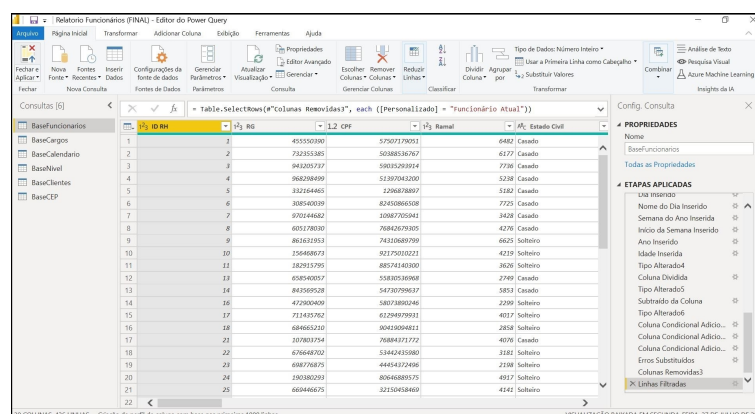 Relatorio Funcionários (FINAL) - Editor do Power Query
Arquivo Página Inicial Transformar Adicionar Coluna Exibição Ferramentas Ajuda
Fechar e Aplicar
Nova Fonte
Fontes Recentes
Inserir Dados
Configurações da fonte de dados
Gerenciar Parâmetros
Atualizar Visualização
Propriedades
Editor Avançado
Gerenciar
Escolher Colunas
Remover Colunas
Reduzir Linhas
Dividir Coluna
Agrupar por
Tipo de Dados: Número Inteiro
Usar a Primeira Linha como Cabeçalho
Substituir Valores
Combinar
Análise de Texto
Pesquisa Visual
Azure Machine Learning
Fechar Nova Consulta Fontes de Dados Parâmetros Consulta Gerenciar Colunas Classificar Transformar Insights da IA
Consultas [6]
BaseFuncionarios
BaseCargos
BaseCalendario
BaseNivel
BaseClientes
BaseCEP
= Table.SelectRows(#"Colunas Removidas3", each ([Personalizado] = "Funcionário Atual"))
ID RH RG 1.2 CPF Ramal Estado Civil
1 1 455550390 57507179051 6482 Casado
2 2 732355385 50388536767 6177 Casado
3 3 943205737 59035293914 7736 Casado
4 4 968298499 51397043200 5238 Casado
5 5 332164465 1296878897 5182 Casado
6 6 308540039 82450866508 7725 Casado
7 7 970144682 10987705941 3428 Casado
8 8 605178030 76842679305 4276 Casado
9 9 861631953 74310689799 6625 Solteiro
10 10 156468673 92175010221 4219 Solteiro
11 11 182915795 88574140300 3626 Solteiro
12 13 658540057 55830536968 2749 Casado
13 14 843569528 54730799637 5853 Casado
14 16 472900409 58073890246 2299 Solteiro
15 17 711435762 61294979931 4017 Solteiro
16 18 684665210 90419094811 2858 Solteiro
17 21 107803754 76884371772 4076 Casado
18 22 676648702 53442435980 3181 Solteiro
19 23 698776875 44454372496 2198 Solteiro
20 24 190380293 80646889575 4917 Solteiro
21 25 669446675 32150458469 4141 Solteiro
22
Config. Consulta
PROPRIEDADES
Nome
BaseFuncionarios
Todas as Propriedades
ETAPAS APLICADAS
Dia Inserido
Nome do Dia Inserido
Semana do Ano Inserida
Início da Semana Inserido
Ano Inserido
Idade Inserida
Tipo Alterado4
Coluna Dividida
Tipo Alterado5
Subtraído da Coluna
Tipo Alterado6
Coluna Condicional Adicio...
Coluna Condicional Adicio...
Coluna Condicional Adicio...
Erros Substituídos
Colunas Removidas3
Linhas Filtradas